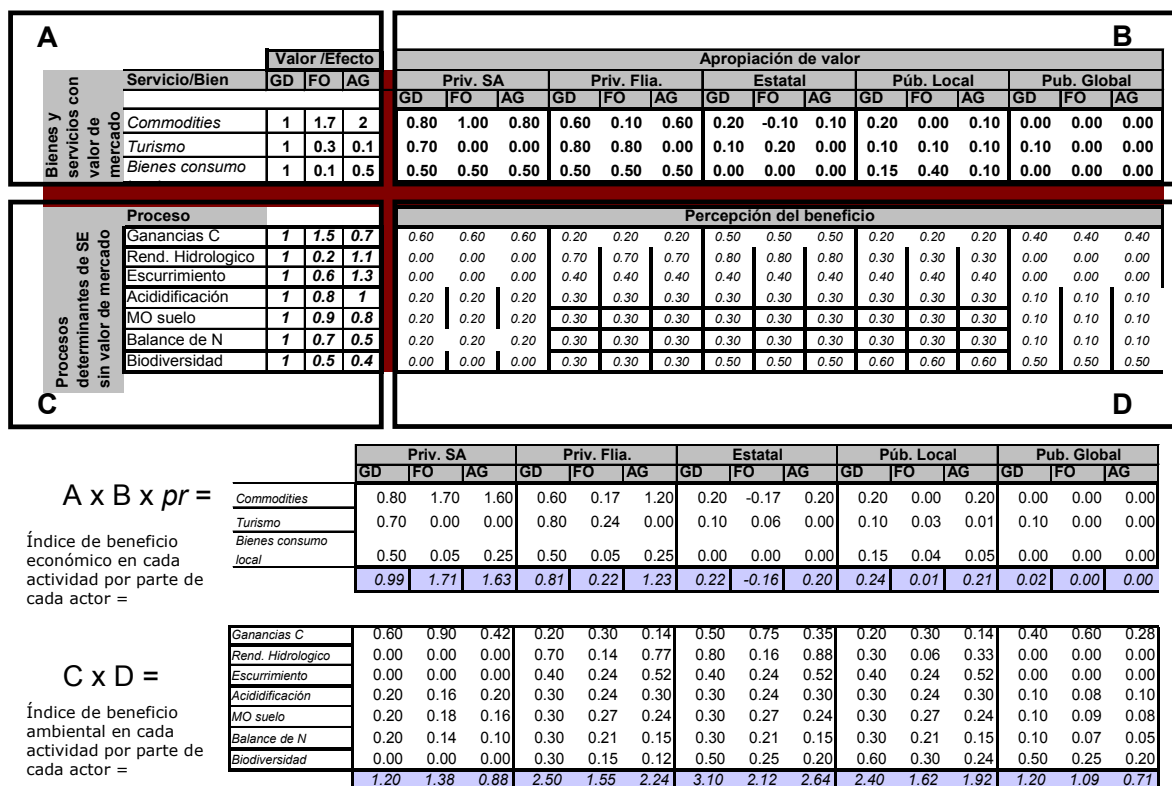 A
B
Valor /Efecto
Apropiación de valor
Servicio/Bien GD FO AG Priv. SA Priv. Flia. Estatal Púb. Local Pub. Global
GD FO AG GD FO AG GD FO AG GD FO AG GD FO AG
Bienes y servicios con valor de mercado
Commodities 1 1.7 2 0.80 1.00 0.80 0.60 0.10 0.60 0.20 -0.10 0.10 0.20 0.00 0.10 0.00 0.00 0.00
Turismo 1 0.3 0.1 0.70 0.00 0.00 0.80 0.80 0.00 0.10 0.20 0.00 0.10 0.10 0.10 0.10 0.00 0.00
Bienes consumo 1 0.1 0.5 0.50 0.50 0.50 0.50 0.50 0.50 0.00 0.00 0.00 0.15 0.40 0.10 0.00 0.00 0.00
Proceso Percepción del beneficio
Procesos determinantes de SE sin valor de mercado
Ganancias C 1 1.5 0.7 0.60 0.60 0.60 0.20 0.20 0.20 0.50 0.50 0.50 0.20 0.20 0.20 0.40 0.40 0.40
Rend. Hidrologico 1 0.2 1.1 0.00 0.00 0.00 0.70 0.70 0.70 0.80 0.80 0.80 0.30 0.30 0.30 0.00 0.00 0.00
Escurrimiento 1 0.6 1.3 0.00 0.00 0.00 0.40 0.40 0.40 0.40 0.40 0.40 0.40 0.40 0.40 0.00 0.00 0.00
Acididificación 1 0.8 1 0.20 0.20 0.20 0.30 0.30 0.30 0.30 0.30 0.30 0.30 0.30 0.30 0.10 0.10 0.10
MO suelo 1 0.9 0.8 0.20 0.20 0.20 0.30 0.30 0.30 0.30 0.30 0.30 0.30 0.30 0.30 0.10 0.10 0.10
Balance de N 1 0.7 0.5 0.20 0.20 0.20 0.30 0.30 0.30 0.30 0.30 0.30 0.30 0.30 0.30 0.10 0.10 0.10
Biodiversidad 1 0.5 0.4 0.00 0.00 0.00 0.30 0.30 0.30 0.50 0.50 0.50 0.60 0.60 0.60 0.50 0.50 0.50
C
D
Priv. SA Priv. Flia. Estatal Púb. Local Pub. Global
GD FO AG GD FO AG GD FO AG GD FO AG GD FO AG
A x B x pr =
Índice de beneficio
económico en cada
actividad por parte de
cada actor =
Commodities 0.80 1.70 1.60 0.60 0.17 1.20 0.20 -0.17 0.20 0.20 0.00 0.20 0.00 0.00 0.00
Turismo 0.70 0.00 0.00 0.80 0.24 0.00 0.10 0.06 0.00 0.10 0.03 0.01 0.10 0.00 0.00
Bienes consumo
local 0.50 0.05 0.25 0.50 0.05 0.25 0.00 0.00 0.00 0.15 0.04 0.05 0.00 0.00 0.00
0.99 1.71 1.63 0.81 0.22 1.23 0.22 -0.16 0.20 0.24 0.01 0.21 0.02 0.00 0.00
C x D =
Índice de beneficio
ambiental en cada
actividad por parte de
cada actor =
Ganancias C 0.60 0.90 0.42 0.20 0.30 0.14 0.50 0.75 0.35 0.20 0.30 0.14 0.40 0.60 0.28
Rend. Hidrologico 0.00 0.00 0.00 0.70 0.14 0.77 0.80 0.16 0.88 0.30 0.06 0.33 0.00 0.00 0.00
Escurrimiento 0.00 0.00 0.00 0.40 0.24 0.52 0.40 0.24 0.52 0.40 0.24 0.52 0.00 0.00 0.00
Acididificación 0.20 0.16 0.20 0.30 0.24 0.30 0.30 0.24 0.30 0.30 0.24 0.30 0.10 0.08 0.10
MO suelo 0.20 0.18 0.16 0.30 0.27 0.24 0.30 0.27 0.24 0.30 0.27 0.24 0.10 0.09 0.08
Balance de N 0.20 0.14 0.10 0.30 0.21 0.15 0.30 0.21 0.15 0.30 0.21 0.15 0.10 0.07 0.05
Biodiversidad 0.00 0.00 0.00 0.30 0.15 0.12 0.50 0.25 0.20 0.60 0.30 0.24 0.50 0.25 0.20
1.20 1.38 0.88 2.50 1.55 2.24 3.10 2.12 2.64 2.40 1.62 1.92 1.20 1.09 0.71